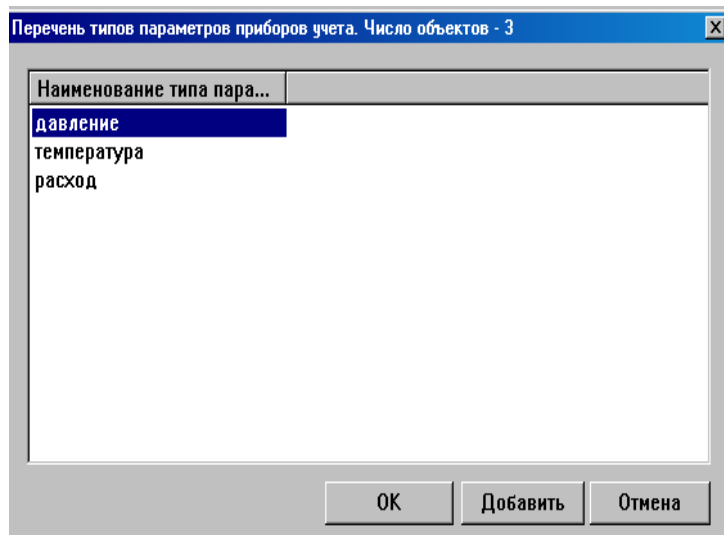 Перечень типов параметров приборов учета. Число объектов - 3
Наименование типа пара...
давление
температура
расход
OK
Добавить
Отмена